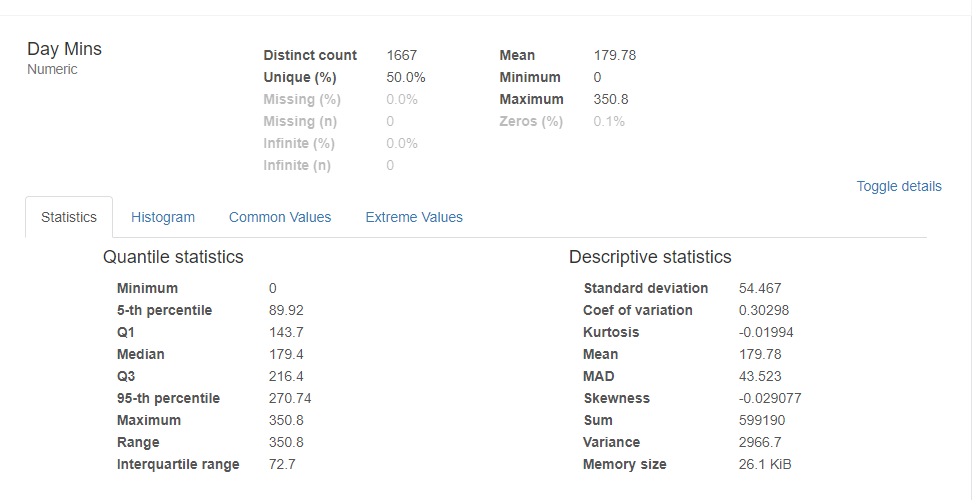 Day Mins
Numeric
Distinct count 1667
Unique (%) 50.0%
Missing (%) 0.0%
Missing (n) 0
Infinite (%) 0.0%
Infinite (n) 0
Mean 179.78
Minimum 0
Maximum 350.8
Zeros (%) 0.1%
Toggle details
Statistics Histogram Common Values Extreme Values
Quantile statistics
Minimum 0
5-th percentile 89.92
Q1 143.7
Median 179.4
Q3 216.4
95-th percentile 270.74
Maximum 350.8
Range 350.8
Interquartile range 72.7
Descriptive statistics
Standard deviation 54.467
Coef of variation 0.30298
Kurtosis -0.01994
Mean 179.78
MAD 43.523
Skewness -0.029077
Sum 599190
Variance 2966.7
Memory size 26.1 KiB